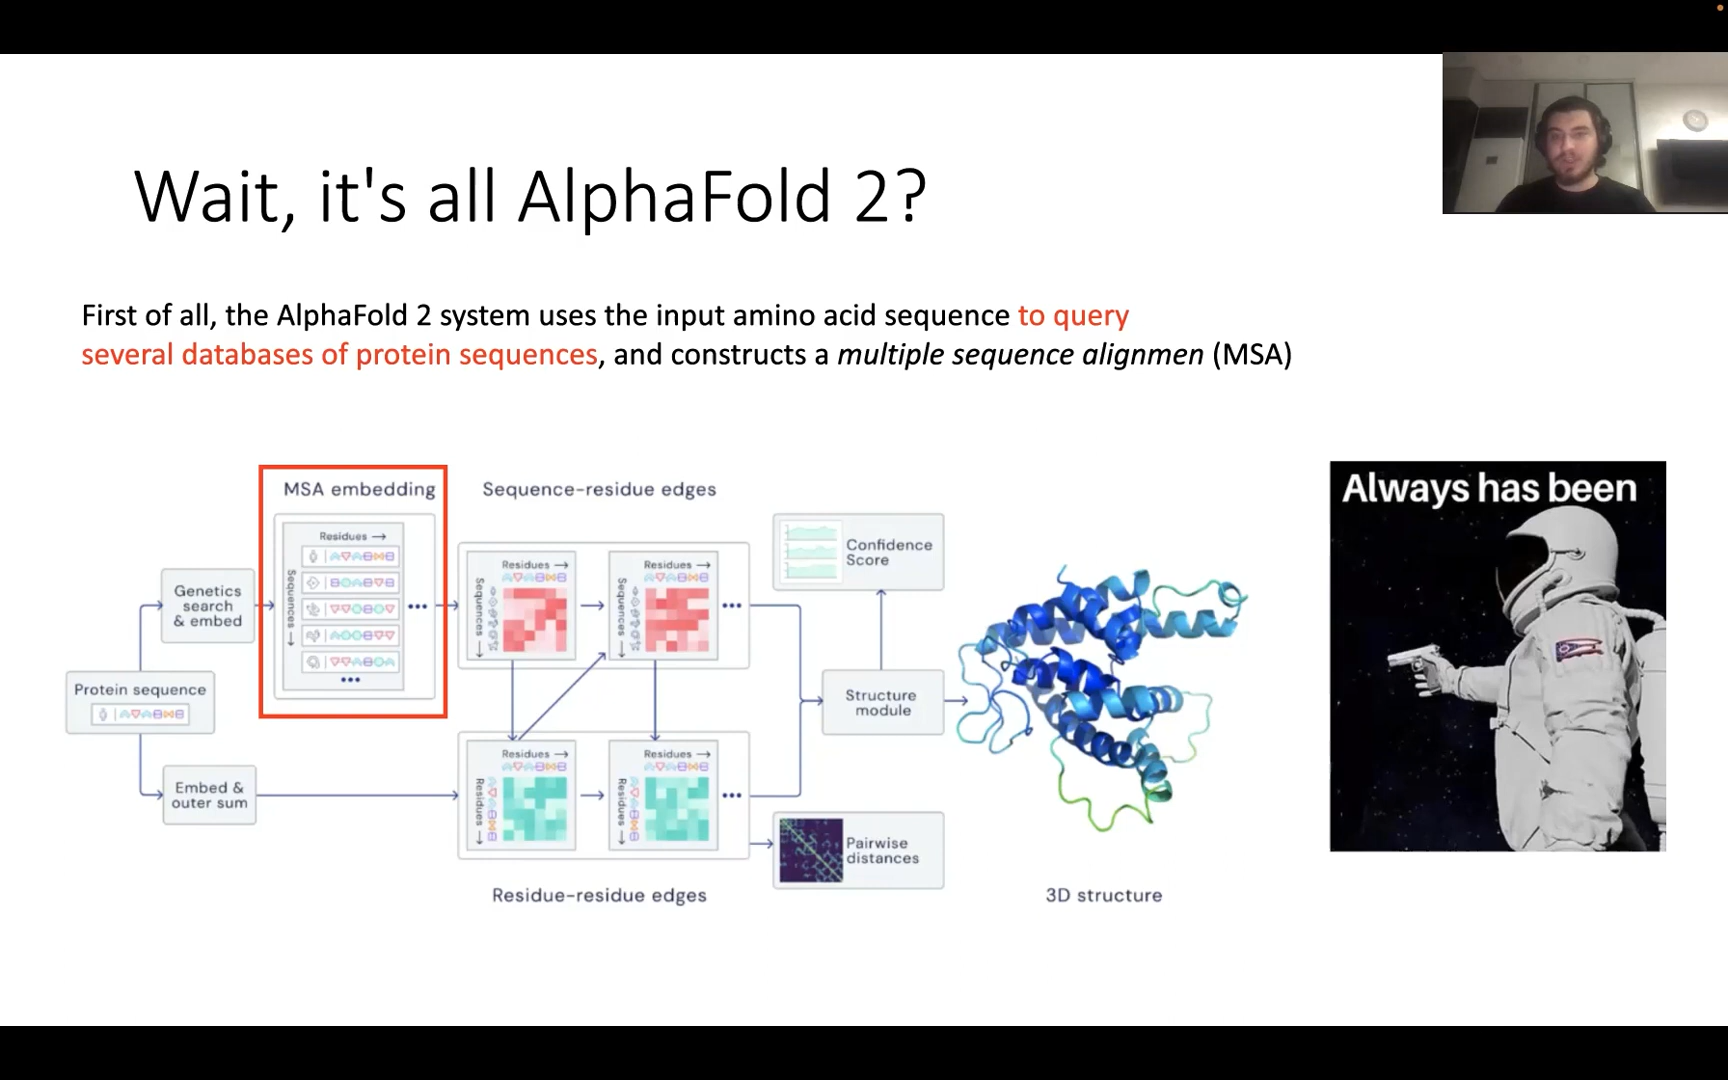 Wait, it's all AlphaFold 2?
First of all, the AlphaFold 2 system uses the input amino acid sequence to query
several databases of protein sequences, and constructs a multiple sequence alignmen (MSA)
MSA embedding
Residues →
Sequences →
Sequence-residue edges
Residues →
Sequences →
Residues →
Sequences →
Genetics
search
& embed
Protein sequence
Embed &
outer sum
Residues →
Residues →
Residues →
Residues →
Residue-residue edges
Confidence
Score
Structure
module
Pairwise
distances
3D structure
Always has been